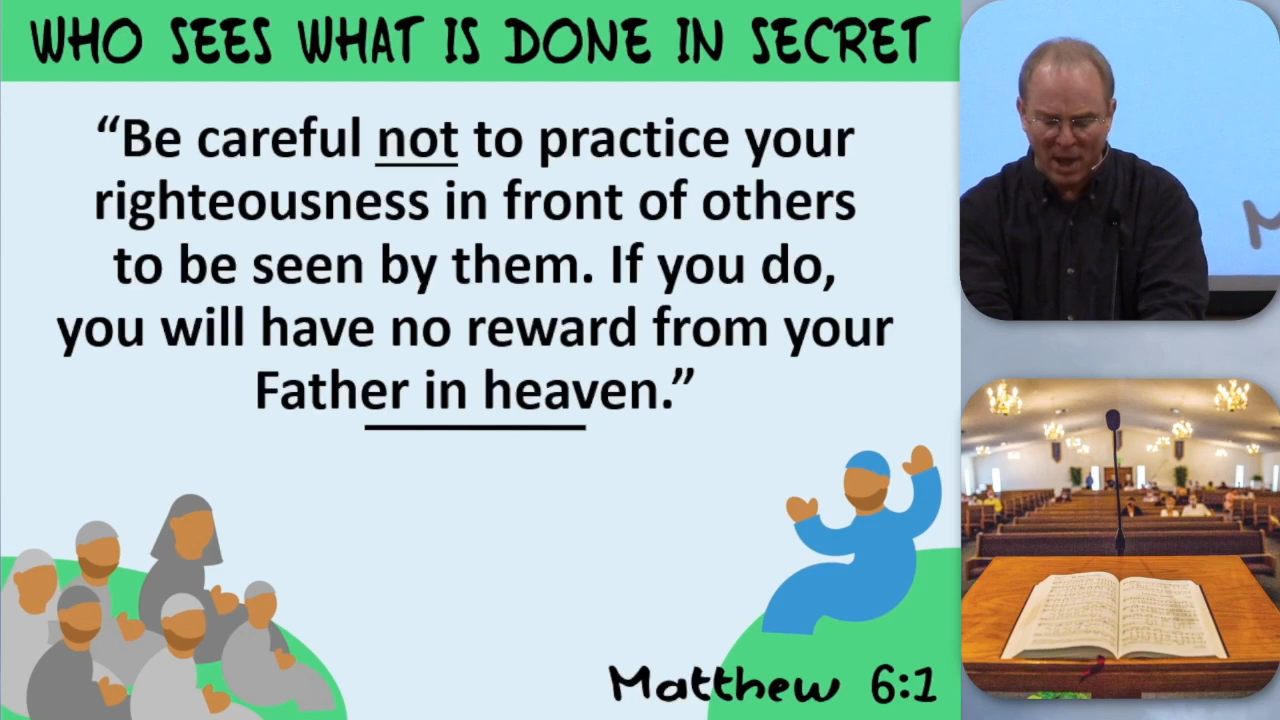 WHO SEES WHAT IS DONE IN SECRET
“Be careful not to practice your
righteousness in front of others
to be seen by them. If you do,
you will have no reward from your
Father in heaven.”
Matthew 6:1
M